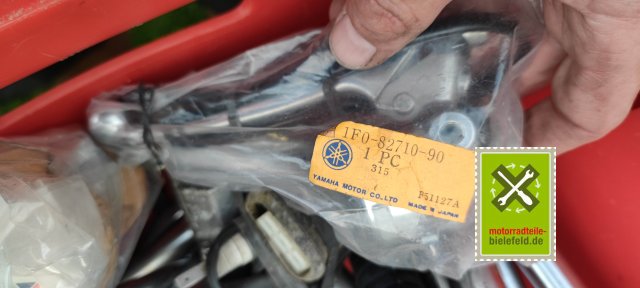 1F0-82710-90
1 PC
315
YAMAHA MOTOR CO.,LTD
MADE IN JAPAN
P51127A
motorradteile-
bielefeld.de